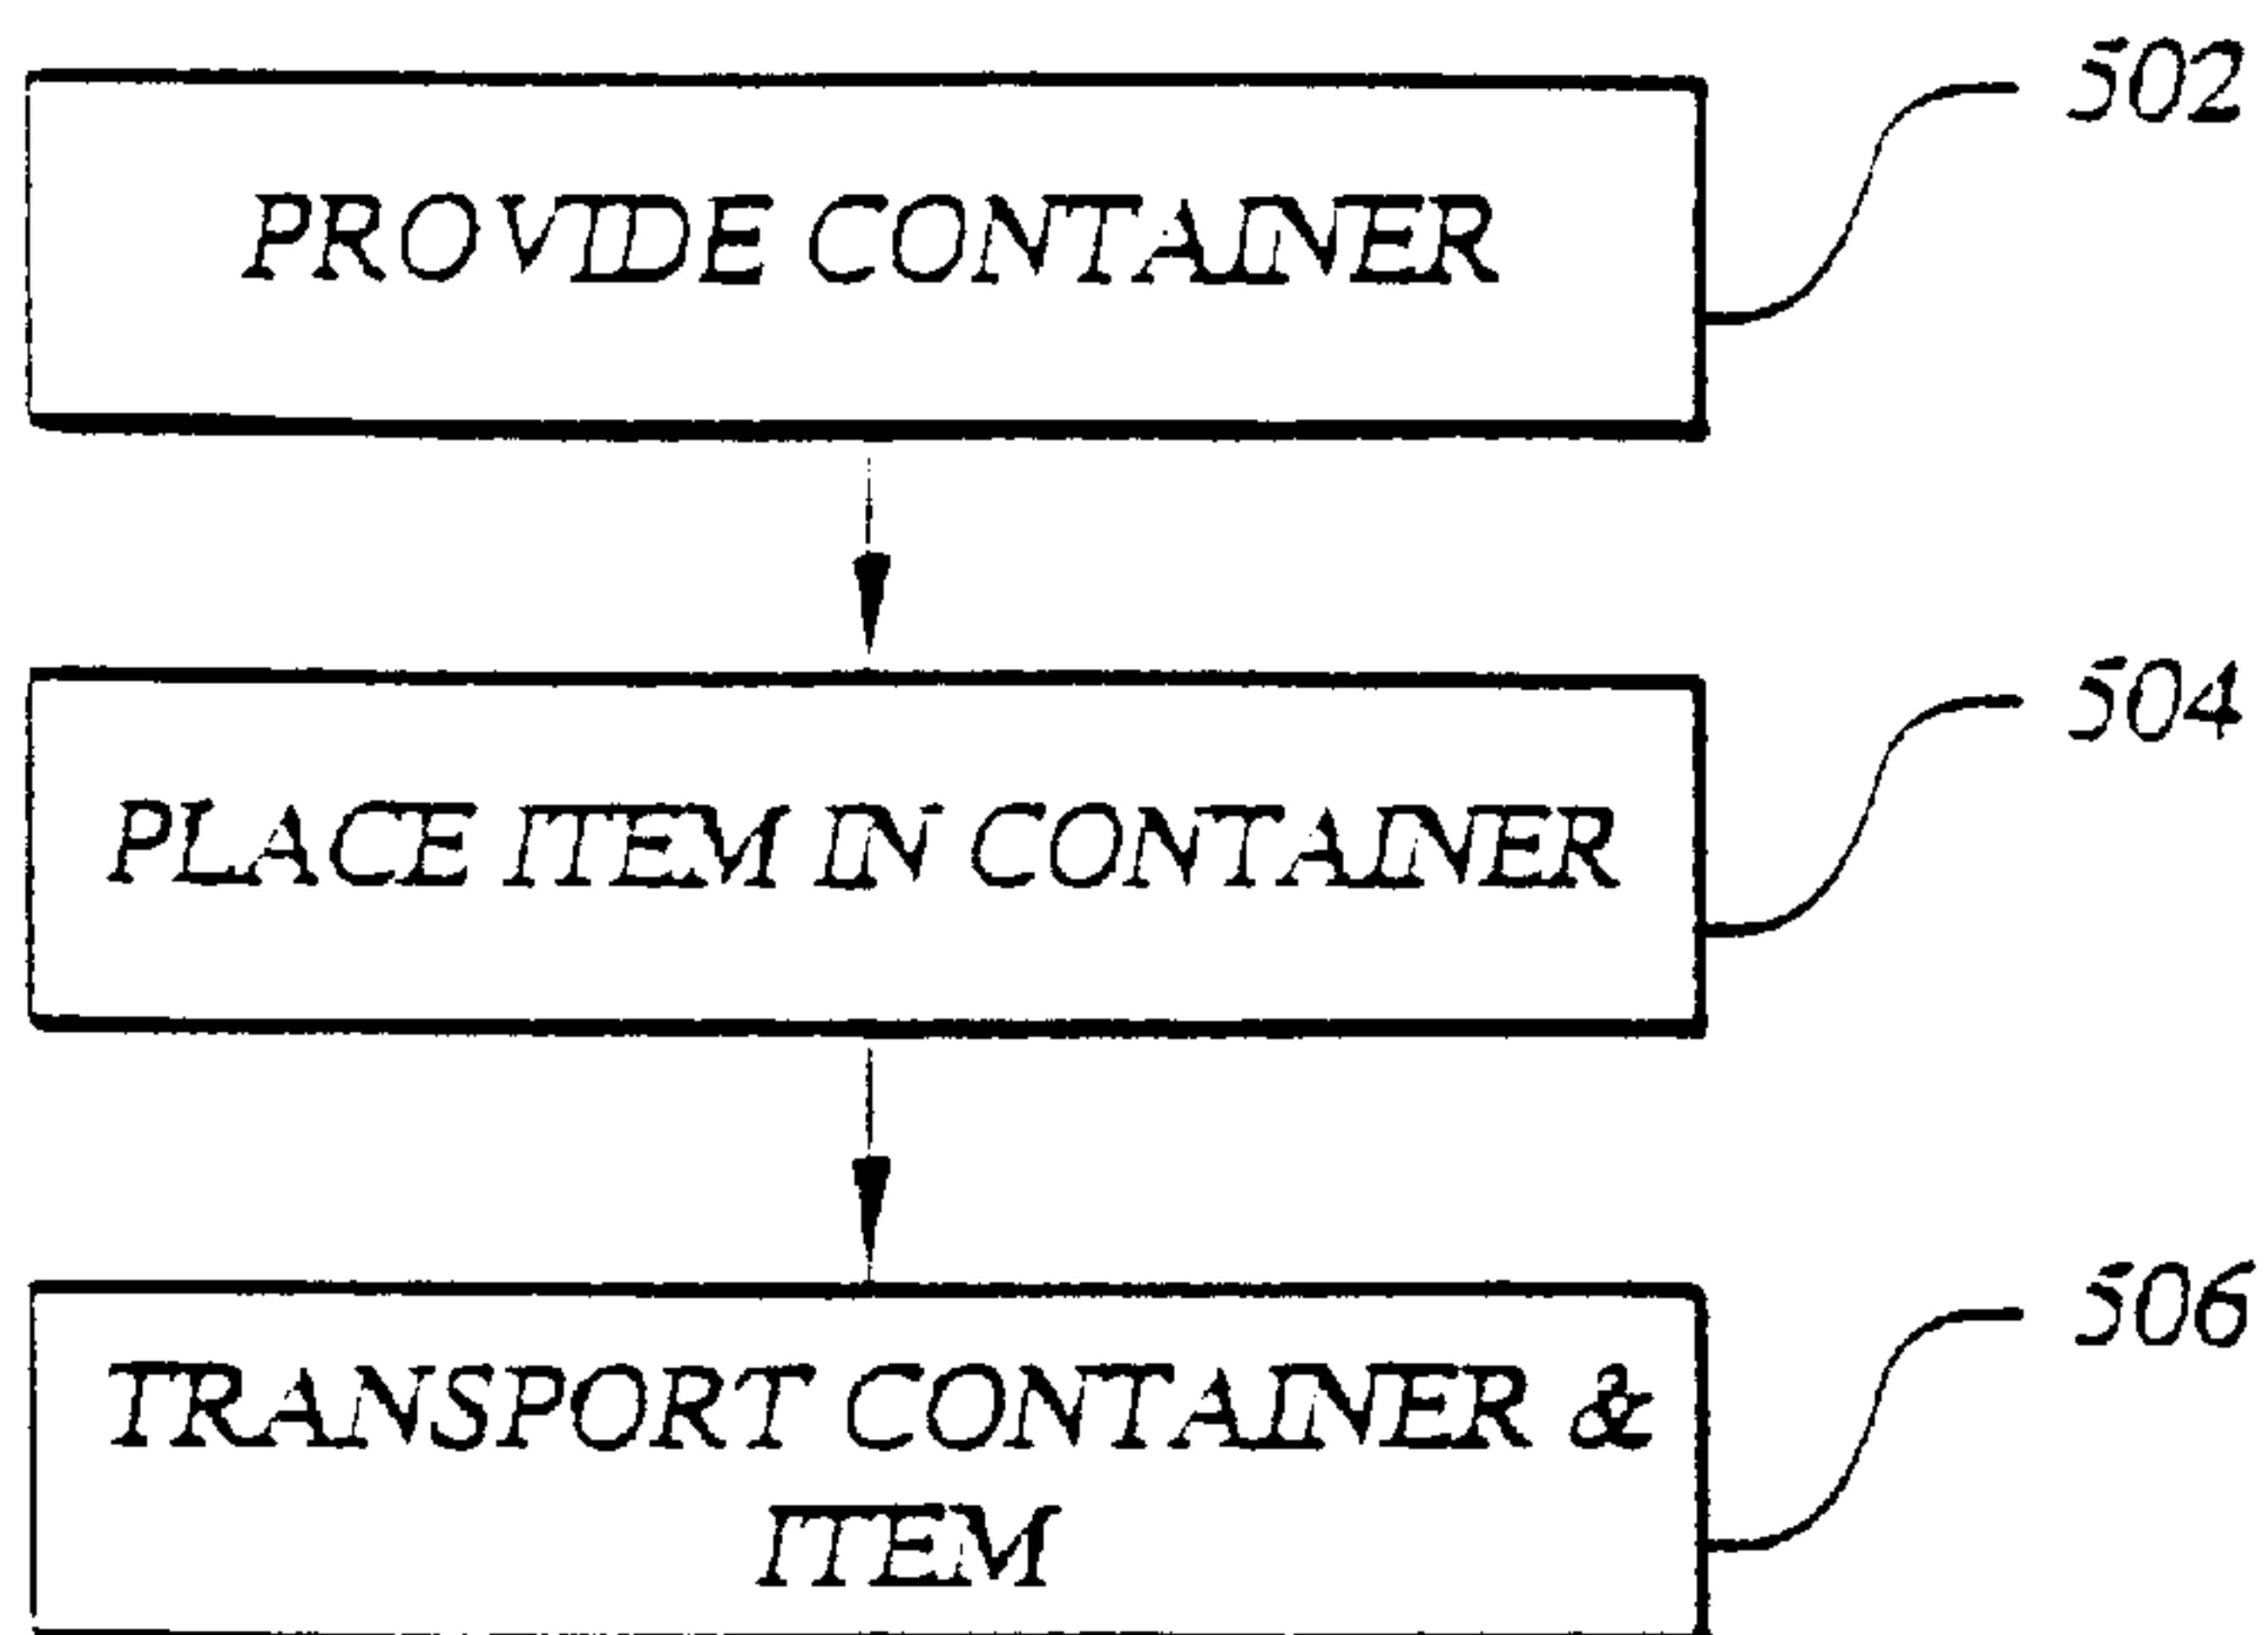 502
PROVIDE CONTAINER
504
PLACE ITEM IN CONTAINER
506
TRANSPORT CONTAINER &
ITEM